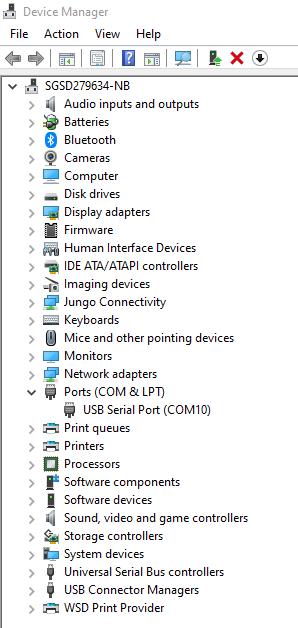 Device Manager
File Action View Help
SGSD279634-NB
Audio inputs and outputs
Batteries
Bluetooth
Cameras
Computer
Disk drives
Display adapters
Firmware
Human Interface Devices
IDE ATA/ATAPI controllers
Imaging devices
Jungo Connectivity
Keyboards
Mice and other pointing devices
Monitors
Network adapters
Ports (COM & LPT)
USB Serial Port (COM10)
Print queues
Printers
Processors
Software components
Software devices
Sound, video and game controllers
Storage controllers
System devices
Universal Serial Bus controllers
USB Connector Managers
WSD Print Provider